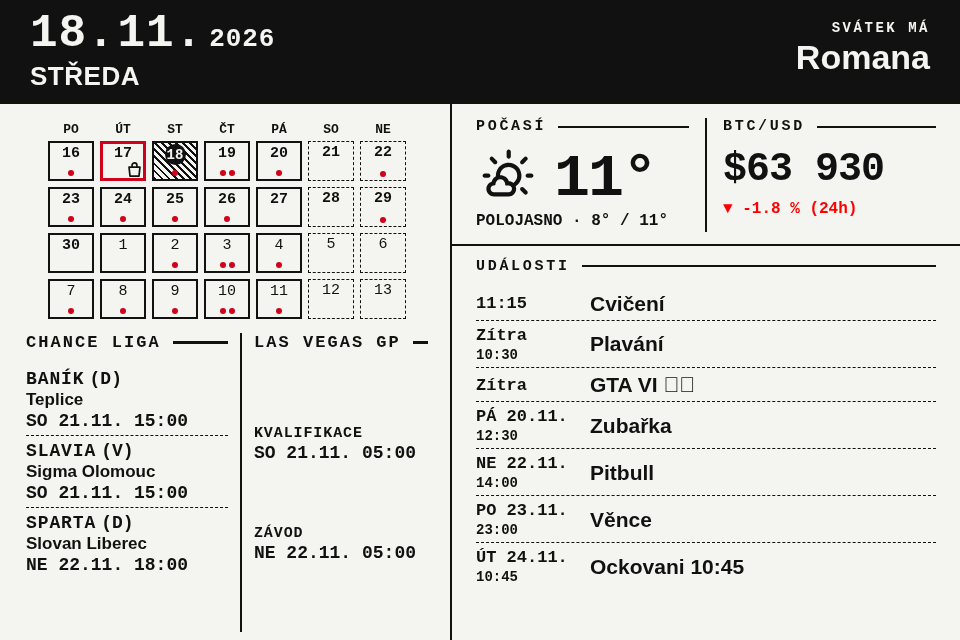 18.11. 2026
STŘEDA
SVÁTEK MÁ
Romana
PO ÚT ST ČT PÁ SO NE
16 17 18 19 20 21 22
23 24 25 26 27 28 29
30 1 2 3 4 5 6
7 8 9 10 11 12 13
CHANCE LIGA
BANÍK (D)
Teplice
SO 21.11. 15:00
SLAVIA (V)
Sigma Olomouc
SO 21.11. 15:00
SPARTA (D)
Slovan Liberec
NE 22.11. 18:00
LAS VEGAS GP
KVALIFIKACE
SO 21.11. 05:00
ZÁVOD
NE 22.11. 05:00
POČASÍ
11°
POLOJASNO · 8° / 11°
BTC/USD
$63 930
▼ -1.8 % (24h)
UDÁLOSTI
11:15 Cvičení
Zítra
10:30
Plavání
Zítra GTA VI
PÁ 20.11.
12:30
Zubařka
NE 22.11.
14:00
Pitbull
PO 23.11.
23:00
Věnce
ÚT 24.11.
10:45
Ockovani 10:45